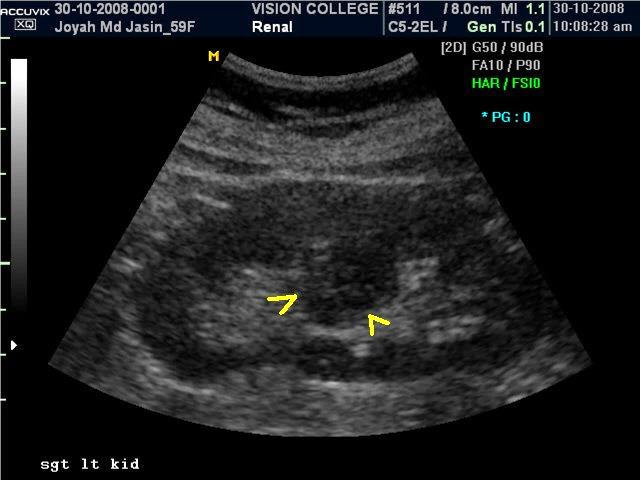 ACCUVIX 30-10-2008-0001 VISION COLLEGE #511 / 8.0cm MI 1.1 30-10-2008
XQ Joyah Md Jasin_59F Renal C5-2EL / Gen TIs 0.1 10:08:28 am
M
[2D] G50 / 90dB
FA10 / P90
HAR / FSI0
* PG : 0
sgt lt kid